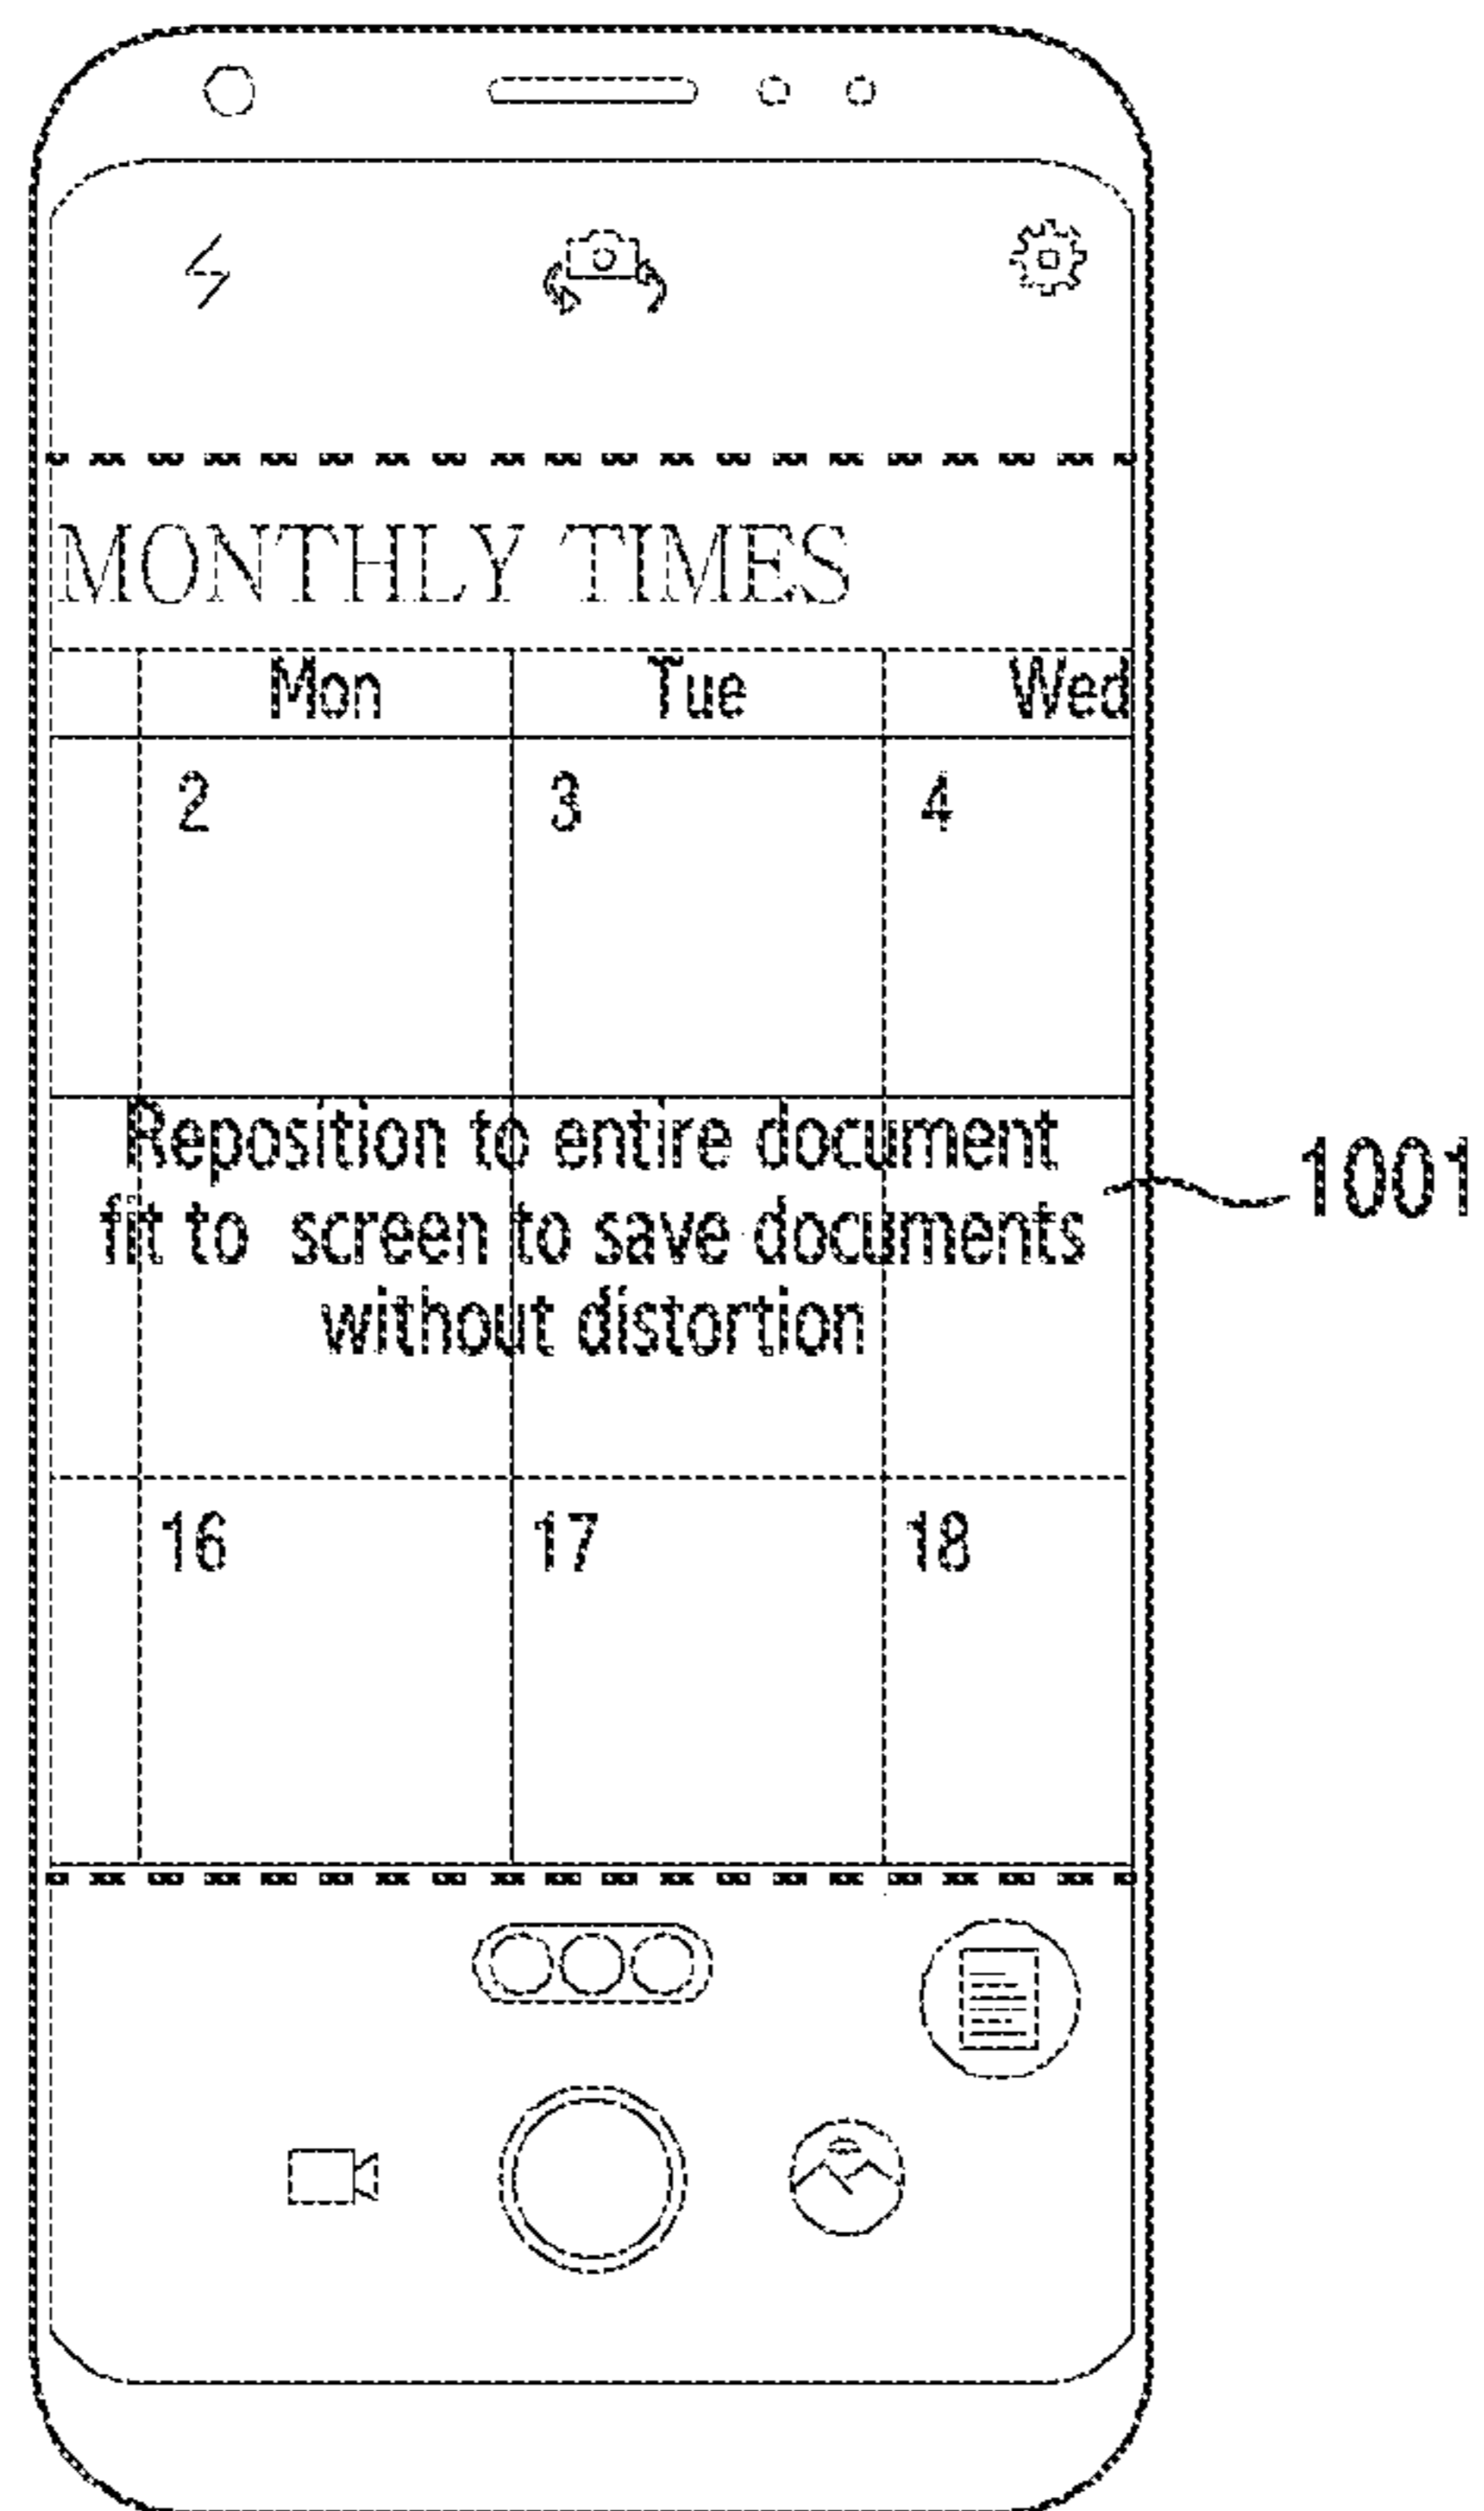 MONTHLY TIMES
Mon Tue Wed
2 3 4
Reposition to entire document
fit to screen to save documents
without distortion
1001
16 17 18